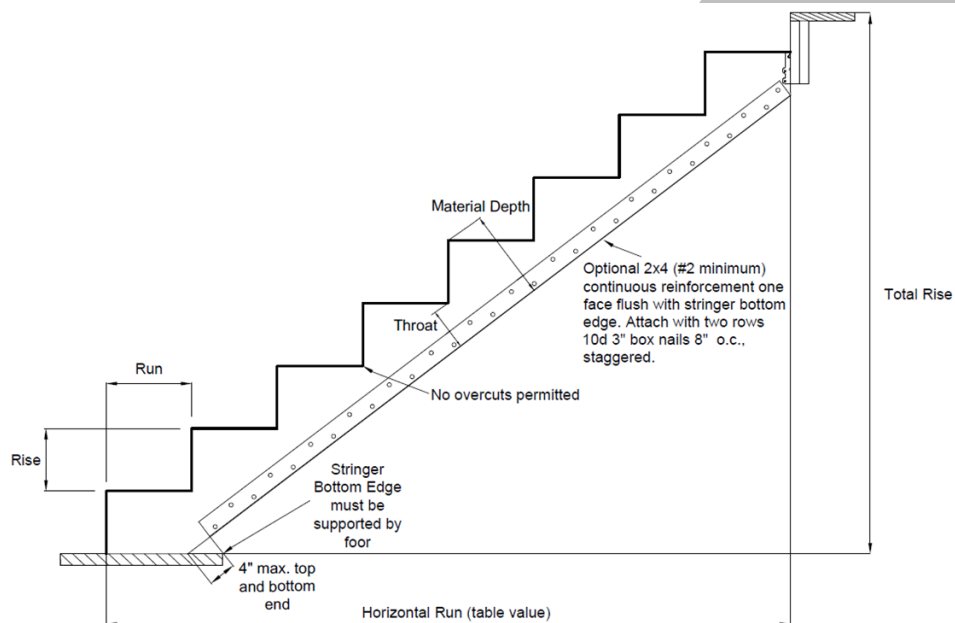 Material Depth
Optional 2x4 (#2 minimum)
continuous reinforcement one
face flush with stringer bottom
edge. Attach with two rows
10d 3" box nails 8" o.c.,
staggered.
Total Rise
Throat
Run
No overcuts permitted
Rise
Stringer
Bottom Edge
must be
supported by
foor
4" max. top
and bottom
end
Horizontal Run (table value)